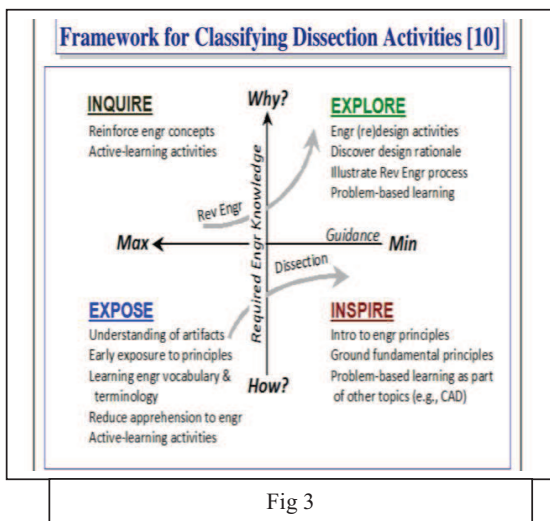 Framework for Classifying Dissection Activities [10]
INQUIRE
Reinforce engr concepts
Active-learning activities
Why?
EXPLORE
Engr (re)design activities
Discover design rationale
Illustrate Rev Engr process
Problem-based learning
Rev Engr
Required Engr Knowledge
Max
Guidance
Min
Dissection
EXPOSE
Understanding of artifacts
Early exposure to principles
Learning engr vocabulary &
terminology
Reduce apprehension to engr
Active-learning activities
How?
INSPIRE
Intro to engr principles
Ground fundamental principles
Problem-based learning as part
of other topics (e.g., CAD)
Fig 3